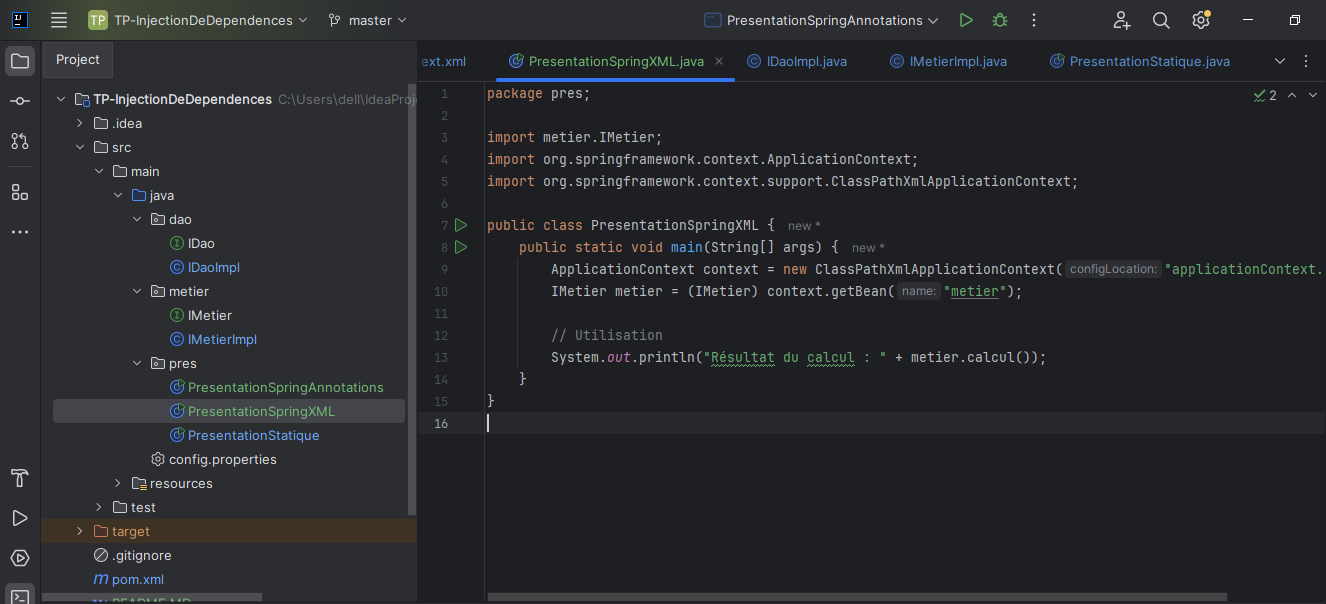 TP TP-InjectionDeDependences master PresentationSpringAnnotations
Project
TP-InjectionDeDependences C:\Users\dell\IdeaProj
.idea
src
main
java
dao
IDao
IDaoImpl
metier
IMetier
IMetierImpl
pres
PresentationSpringAnnotations
PresentationSpringXML
PresentationStatique
config.properties
resources
test
target
.gitignore
m pom.xml
README.MD
ext.xml PresentationSpringXML.java IDaoImpl.java IMetierImpl.java PresentationStatique.java
2
1 package pres;
2
3 import metier.IMetier;
4 import org.springframework.context.ApplicationContext;
5 import org.springframework.context.support.ClassPathXmlApplicationContext;
6
7 public class PresentationSpringXML { new *
8 public static void main(String[] args) { new *
9 ApplicationContext context = new ClassPathXmlApplicationContext( configLocation: "applicationContext.
10 IMetier metier = (IMetier) context.getBean( name: "metier");
11
12 // Utilisation
13 System.out.println("Résultat du calcul : " + metier.calcul());
14 }
15 }
16